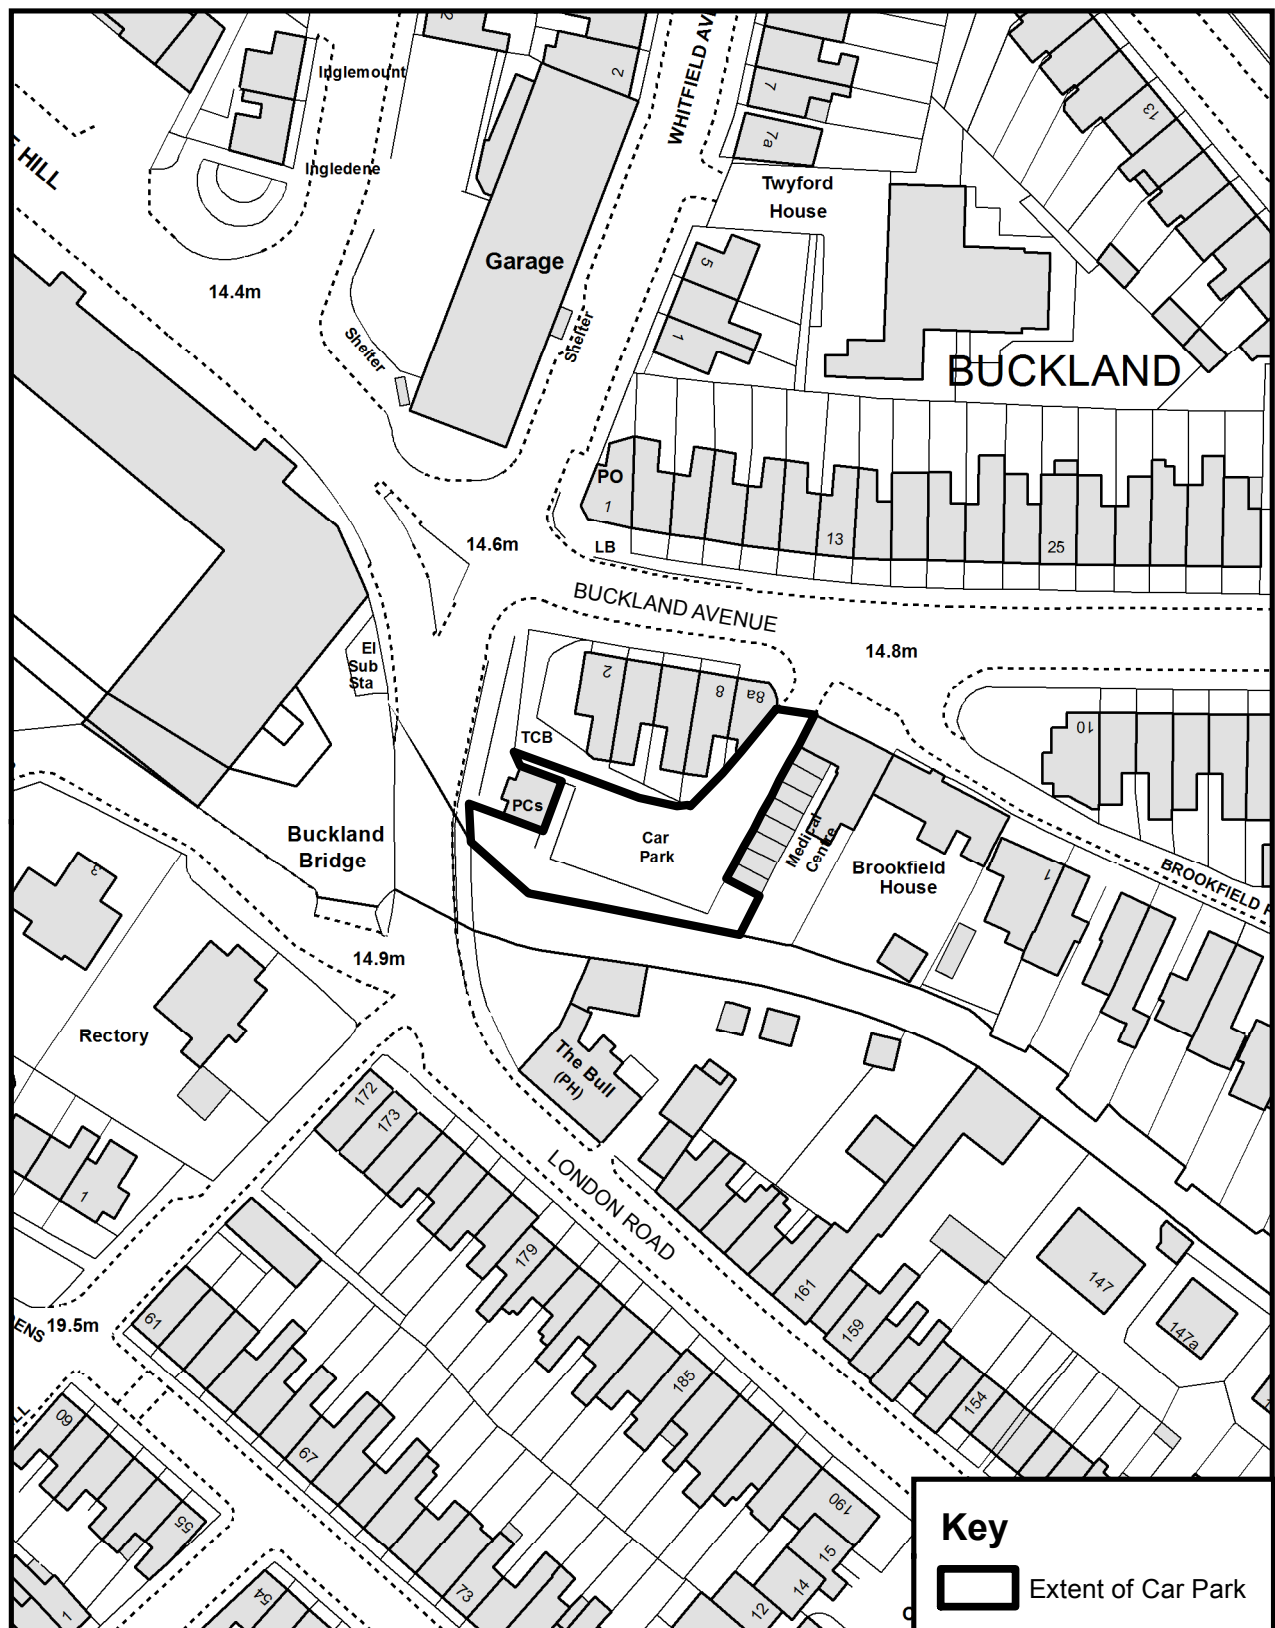 2
2
WHITFIELD AV
7
7a
13
Inglemount
Ingledene
HILL
Twyford
House
Garage
5
1
14.4m
Shelter
Shelter
BUCKLAND
PO
1
13
25
LB
14.6m
BUCKLAND AVENUE
14.8m
El
Sub
Sta
2
8
8a
10
TCB
PCs
Car
Park
Medical
Centre
Brookfield
House
1
BROOKFIELD
Buckland
Bridge
3
14.9m
Rectory
The Bull
(PH)
172
173
1
LONDON ROAD
179
161
159
147
147a
154
ENS
19.5m
61
67
185
60
55
73
190
15
14
12
54
1
Key
Extent of Car Park